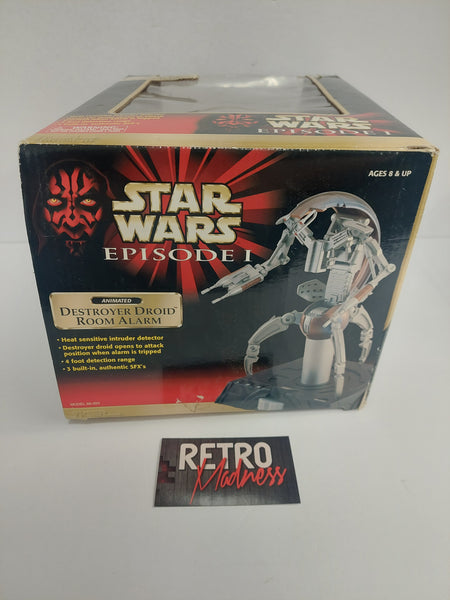 STAR
WARS
EPISODE I
AGES 8 & UP
STAR
WARS
EPISODE I
ANIMATED
DESTROYER DROID™
ROOM ALARM
• Heat sensitive intruder detector
• Destroyer droid opens to attack
position when alarm is tripped
• 4 foot detection range
• 3 built-in, authentic SFX's
RETRO
Madness